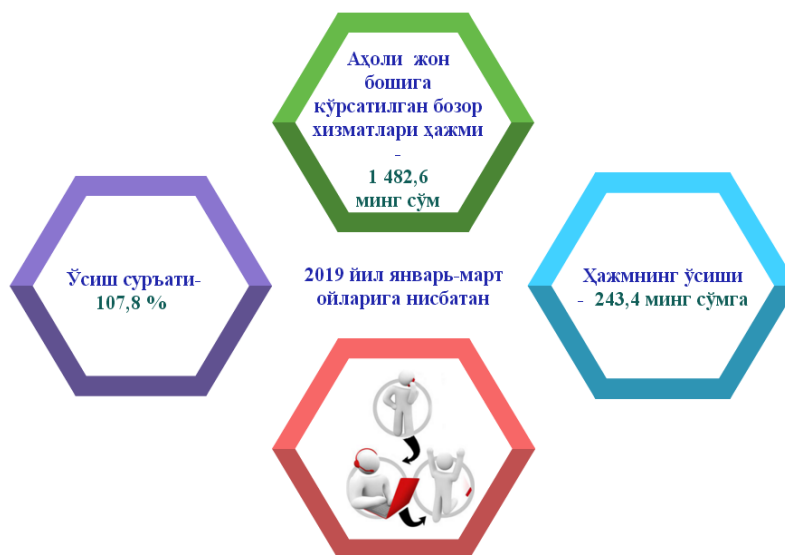 Аҳоли жон
бошига
кўрсатилган бозор
хизматлари ҳажми
-
1 482,6
минг сўм
Ўсиш суръати-
107,8 %
2019 йил январь-март
ойларига нисбатан
Ҳажмнинг ўсиши
- 243,4 минг сўмга